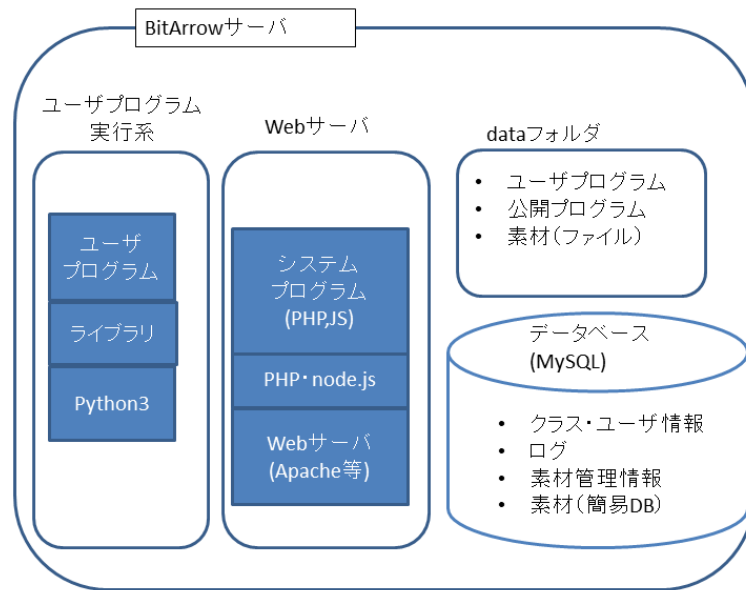 BitArrowサーバ
ユーザプログラム
実行系
ユーザ
プログラム
ライブラリ
Python3
Webサーバ
システム
プログラム
(PHP,JS)
PHP・node.js
Webサーバ
(Apache等)
dataフォルダ
• ユーザプログラム
• 公開プログラム
• 素材(ファイル)
データベース
(MySQL)
• クラス・ユーザ情報
• ログ
• 素材管理情報
• 素材(簡易DB)